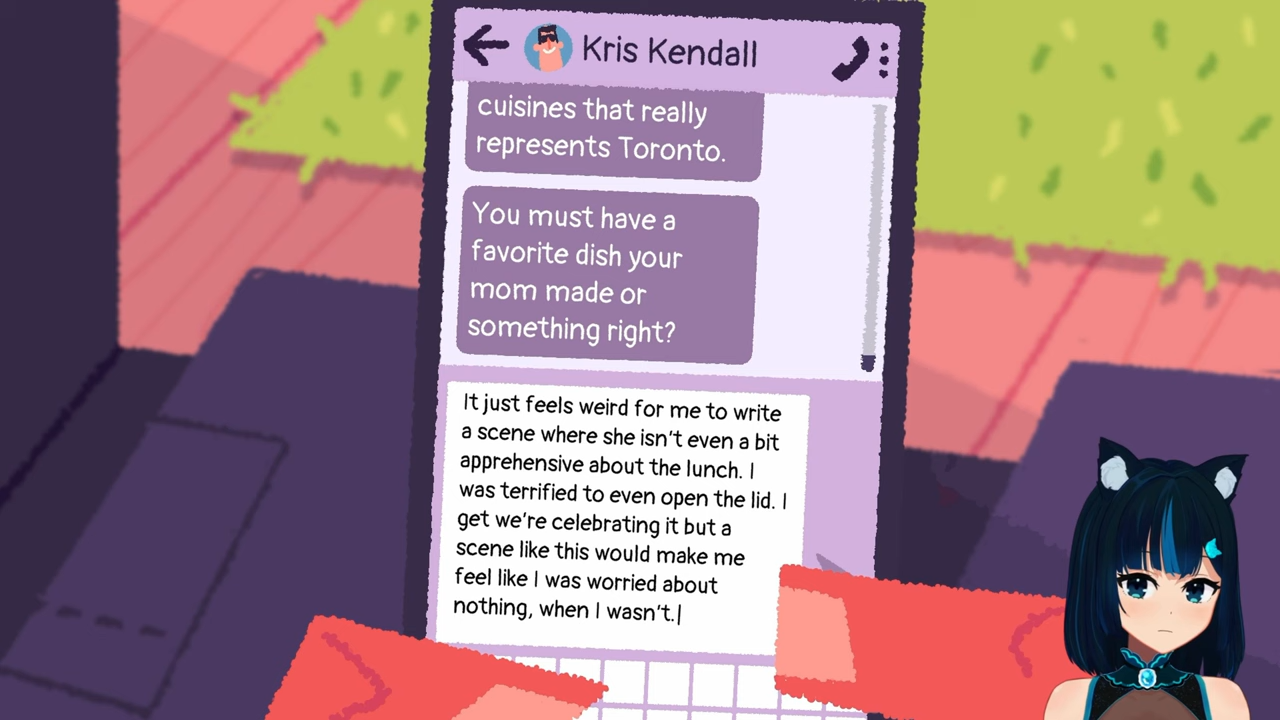 Kris Kendall
cuisines that really
represents Toronto.
You must have a
favorite dish your
mom made or
something right?
It just feels weird for me to write
a scene where she isn't even a bit
apprehensive about the lunch. I
was terrified to even open the lid. I
get we're celebrating it but a
scene like this would make me
feel like I was worried about
nothing, when I wasn't.